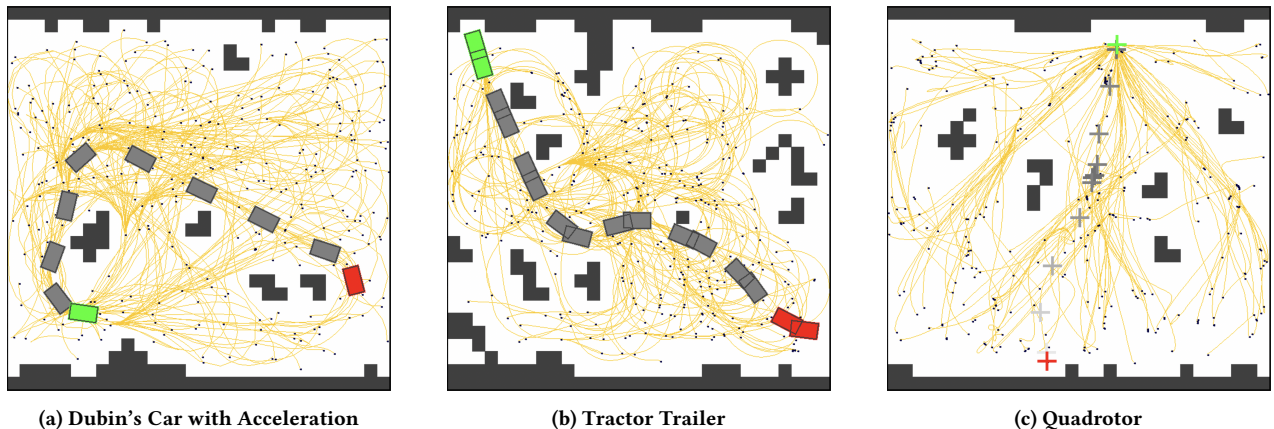 (a) Dubin's Car with Acceleration
(b) Tractor Trailer
(c) Quadrotor